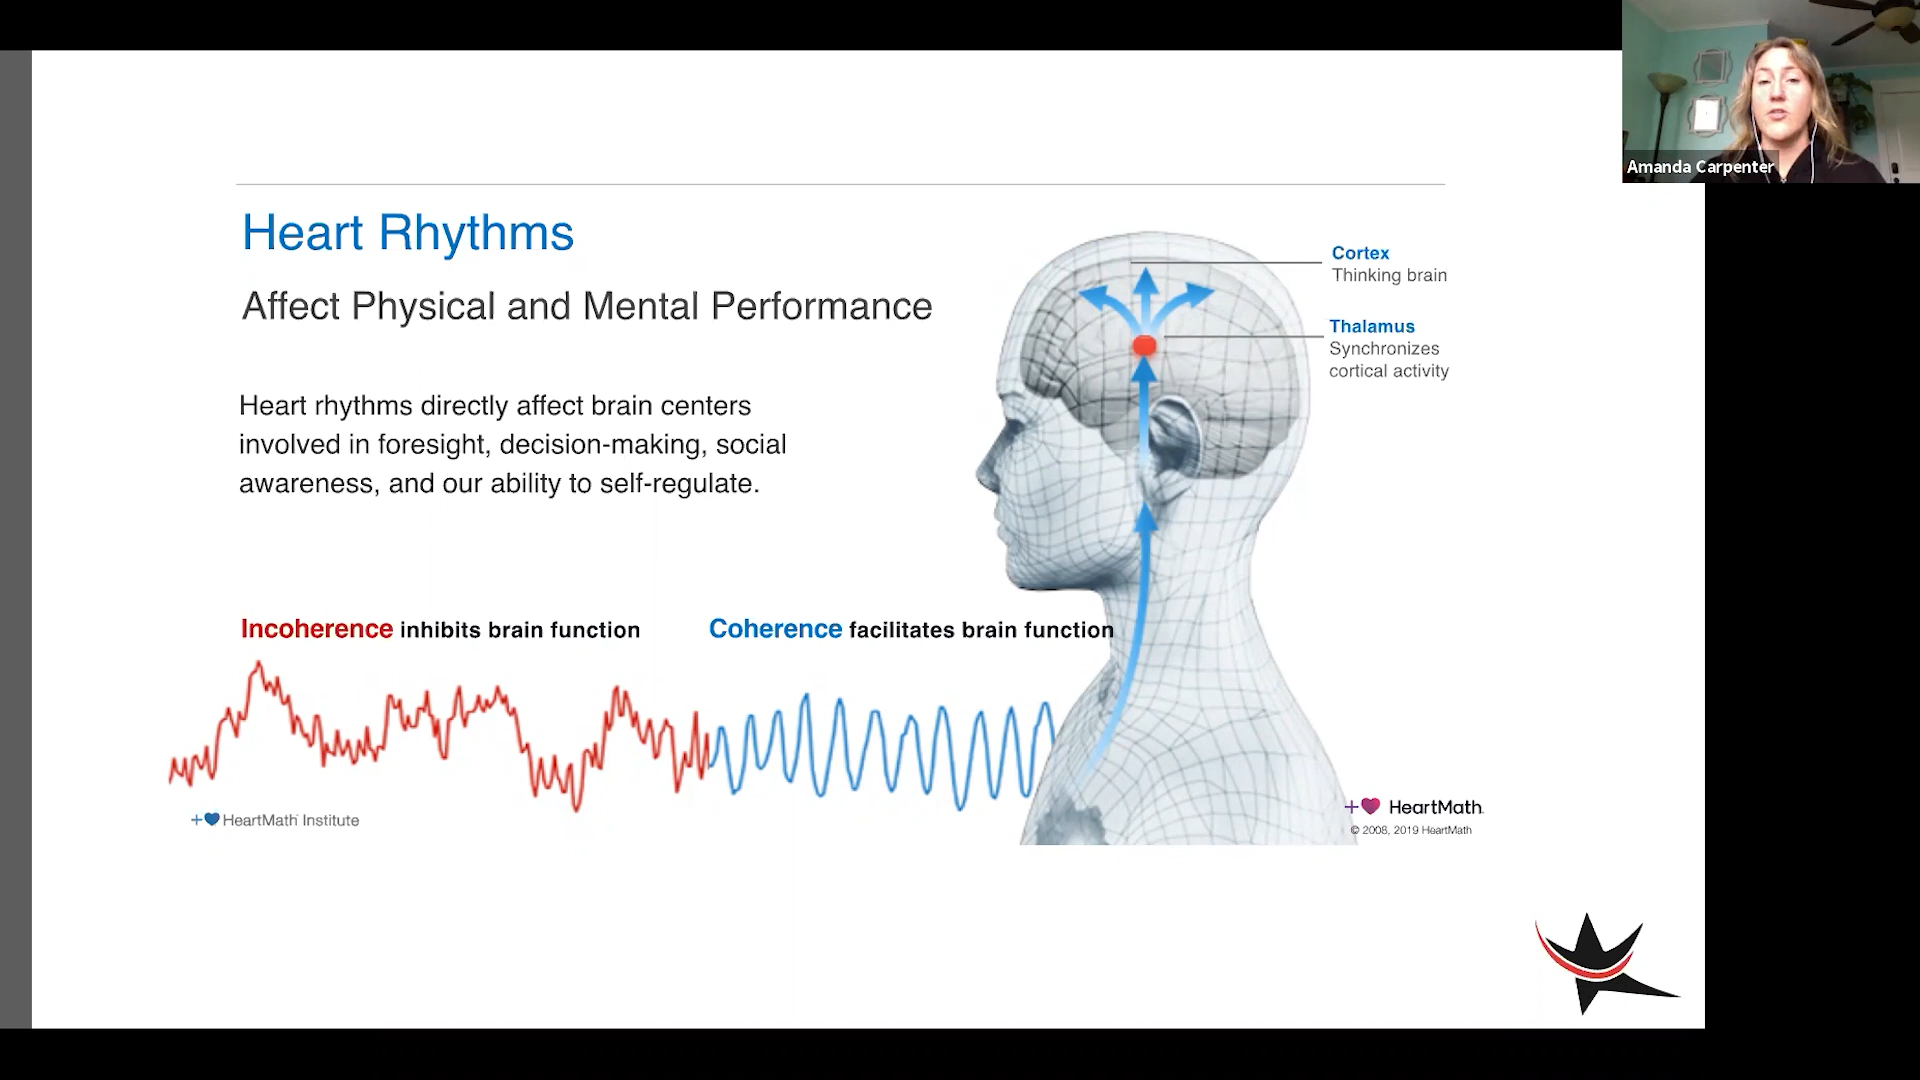 Amanda Carpenter
Heart Rhythms
Affect Physical and Mental Performance
Heart rhythms directly affect brain centers
involved in foresight, decision-making, social
awareness, and our ability to self-regulate.
Cortex
Thinking brain
Thalamus
Synchronizes
cortical activity
Incoherence inhibits brain function
Coherence facilitates brain function
HeartMath Institute
HeartMath
© 2008, 2019 HeartMath